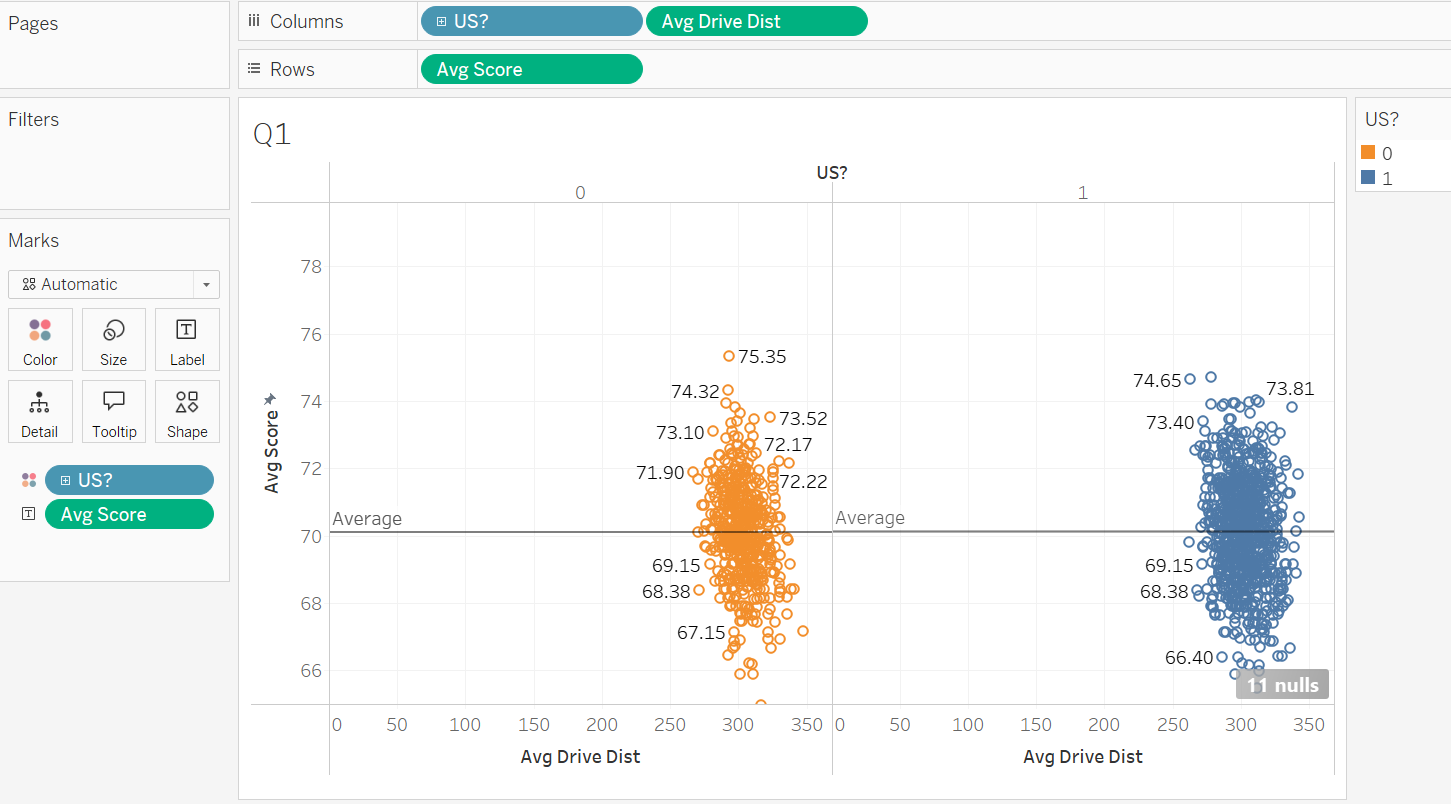 Pages
Columns
US?
Avg Drive Dist
Rows
Avg Score
Filters
Marks
Automatic
Color
Size
Label
Detail
Tooltip
Shape
US?
Avg Score
Q1
US?
0
1
Avg Score
78
76
74
72
70
68
66
75.35
74.32
73.52
73.10
72.17
71.90
72.22
Average
69.15
68.38
67.15
74.65
73.81
73.40
Average
69.15
68.38
66.40
11 nulls
0 50 100 150 200 250 300 350
0 50 100 150 200 250 300 350
Avg Drive Dist
Avg Drive Dist
US?
0
1